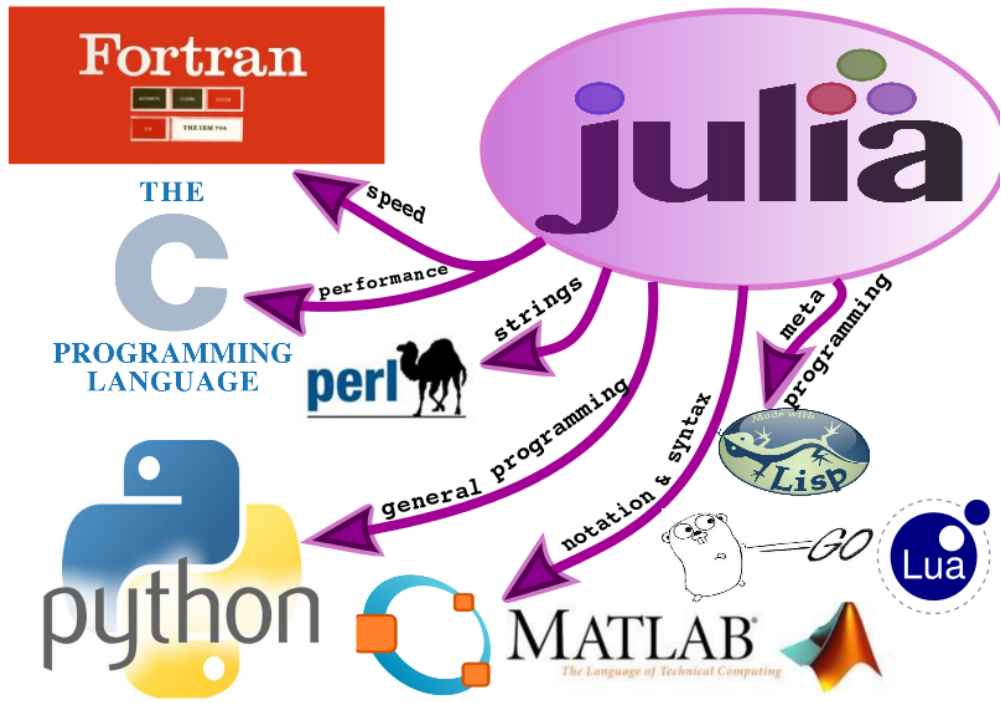 Fortran
THE IBM 704
julia
speed
THE
C
PROGRAMMING
LANGUAGE
performance
strings
meta
programming
perl
general programming
notation & syntax
Made with
Lisp
GO
Lua
python
MATLAB®
The Language of Technical Computing